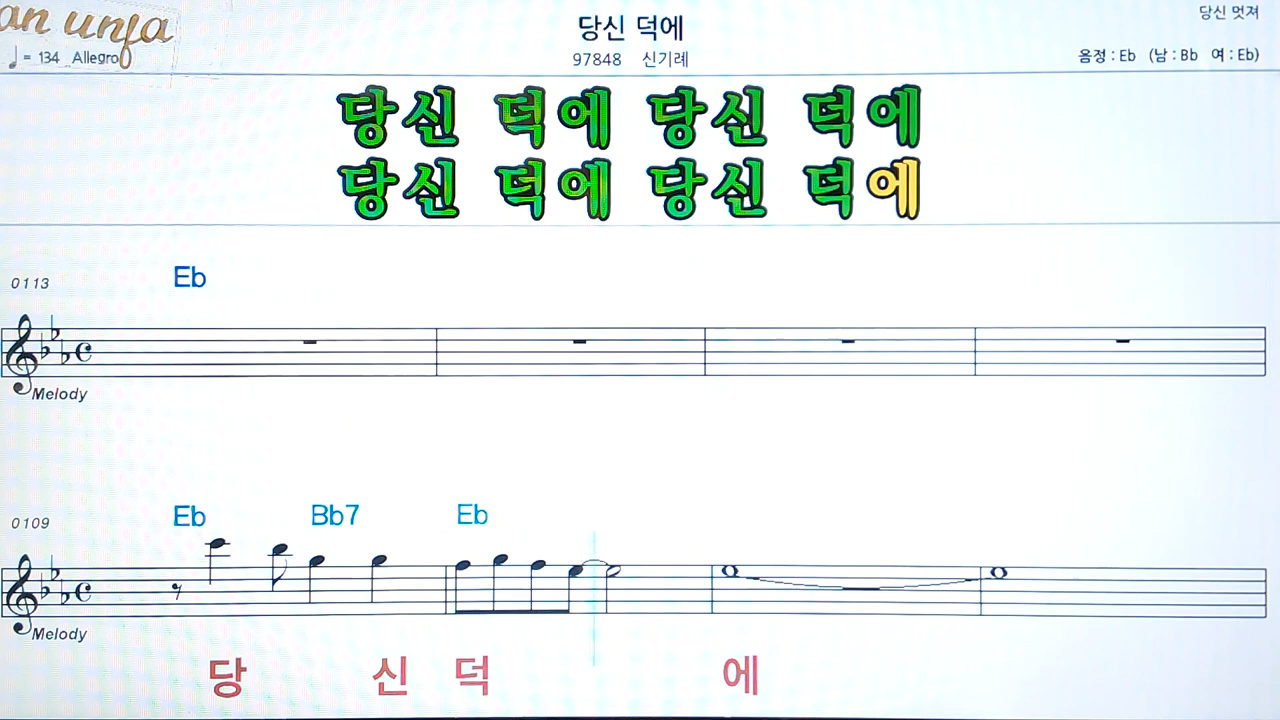 an unja
당신 덕에
당신 멋져
♩= 134 Allegro
97848 신기례
음정 : Eb (남 : Bb 여 : Eb)
당신 덕에 당신 덕에
당신 덕에 당신 덕에
0113 Eb
Melody
0109 Eb Bb7 Eb
Melody
당 신 덕 에